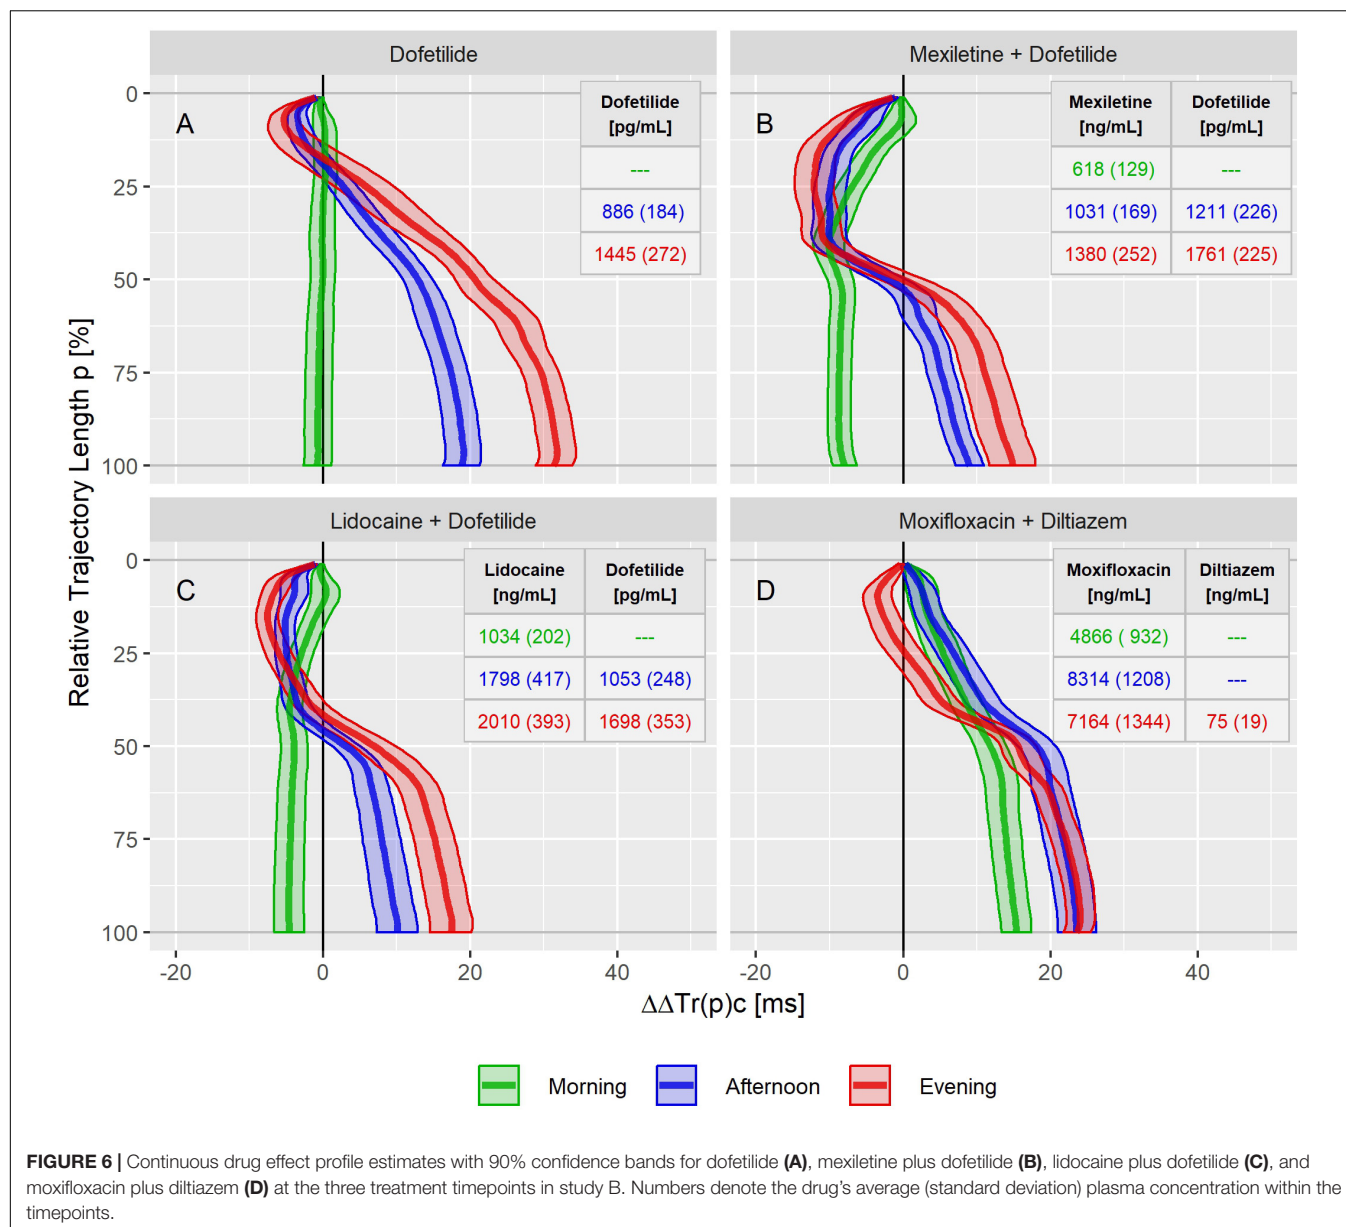 Dofetilide
Mexiletine + Dofetilide
A
Dofetilide [pg/mL]
---
886 (184)
1445 (272)
B
Mexiletine [ng/mL] Dofetilide [pg/mL]
618 (129) ---
1031 (169) 1211 (226)
1380 (252) 1761 (225)
0
25
50
75
100
Relative Trajectory Length p [%]
Lidocaine + Dofetilide
Moxifloxacin + Diltiazem
C
Lidocaine [ng/mL] Dofetilide [pg/mL]
1034 (202) ---
1798 (417) 1053 (248)
2010 (393) 1698 (353)
D
Moxifloxacin [ng/mL] Diltiazem [ng/mL]
4866 ( 932) ---
8314 (1208) ---
7164 (1344) 75 (19)
0
25
50
75
100
-20 0 20 40 -20 0 20 40
ΔΔTr(p)c [ms]
Morning Afternoon Evening
FIGURE 6 | Continuous drug effect profile estimates with 90% confidence bands for dofetilide (A), mexiletine plus dofetilide (B), lidocaine plus dofetilide (C), and
moxifloxacin plus diltiazem (D) at the three treatment timepoints in study B. Numbers denote the drug's average (standard deviation) plasma concentration within the
timepoints.